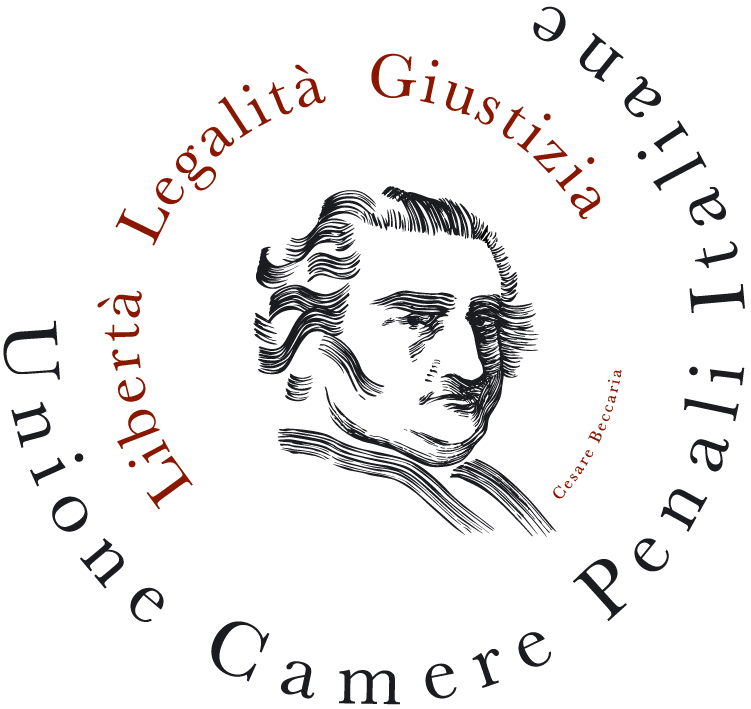 Libertà Legalità Giustizia
Cesare Beccaria
Unione Camere Penali Italiane